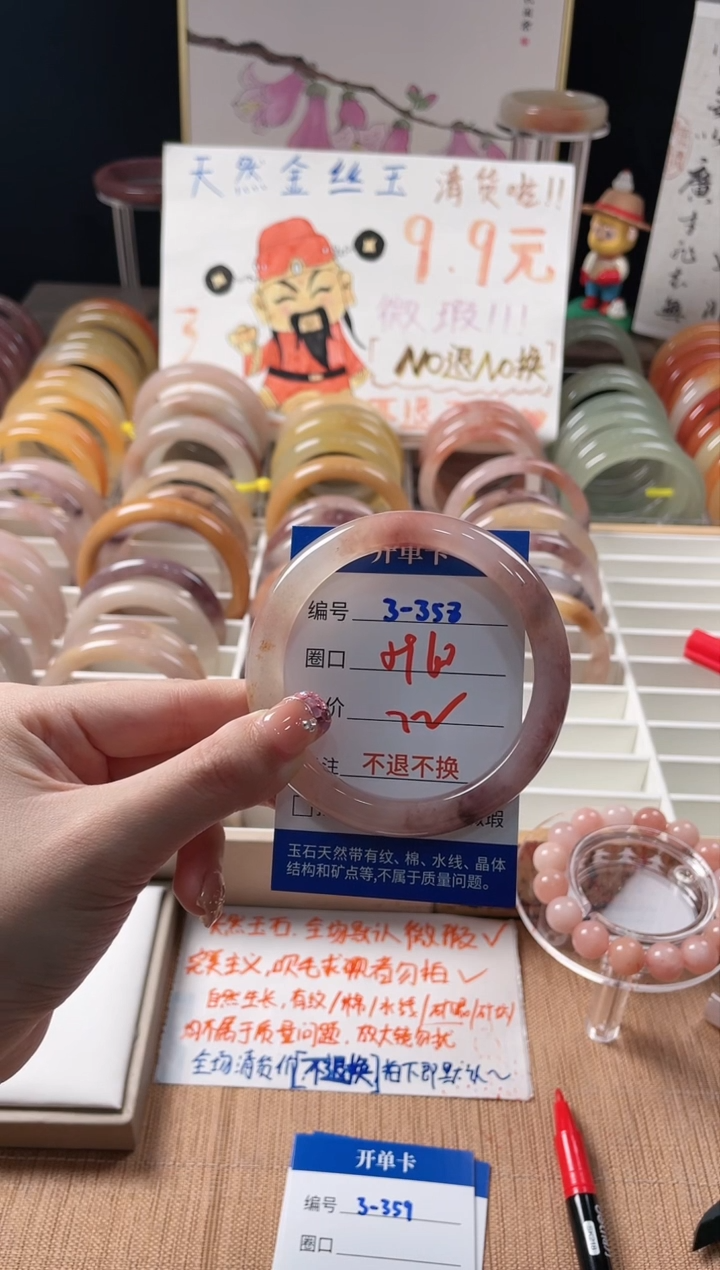 天然金丝玉 清货啦!!
9.9元
微瑕!!!
NO退NO换
廣
开单卡
编号 3-353
圈口
价
注 不退不换
瑕
玉石天然带有纹、棉、水线、晶体
结构和矿点等,不属于质量问题。
天然玉石.全场默认微瑕✓
完美主义,吹毛求疵者勿拍✓
自然生长,有纹/棉/水线/矿点
均不属于质量问题.放大镜勿扰
全场清货价[不退换]拍下即默认~
开单卡
编号 3-359
圈口